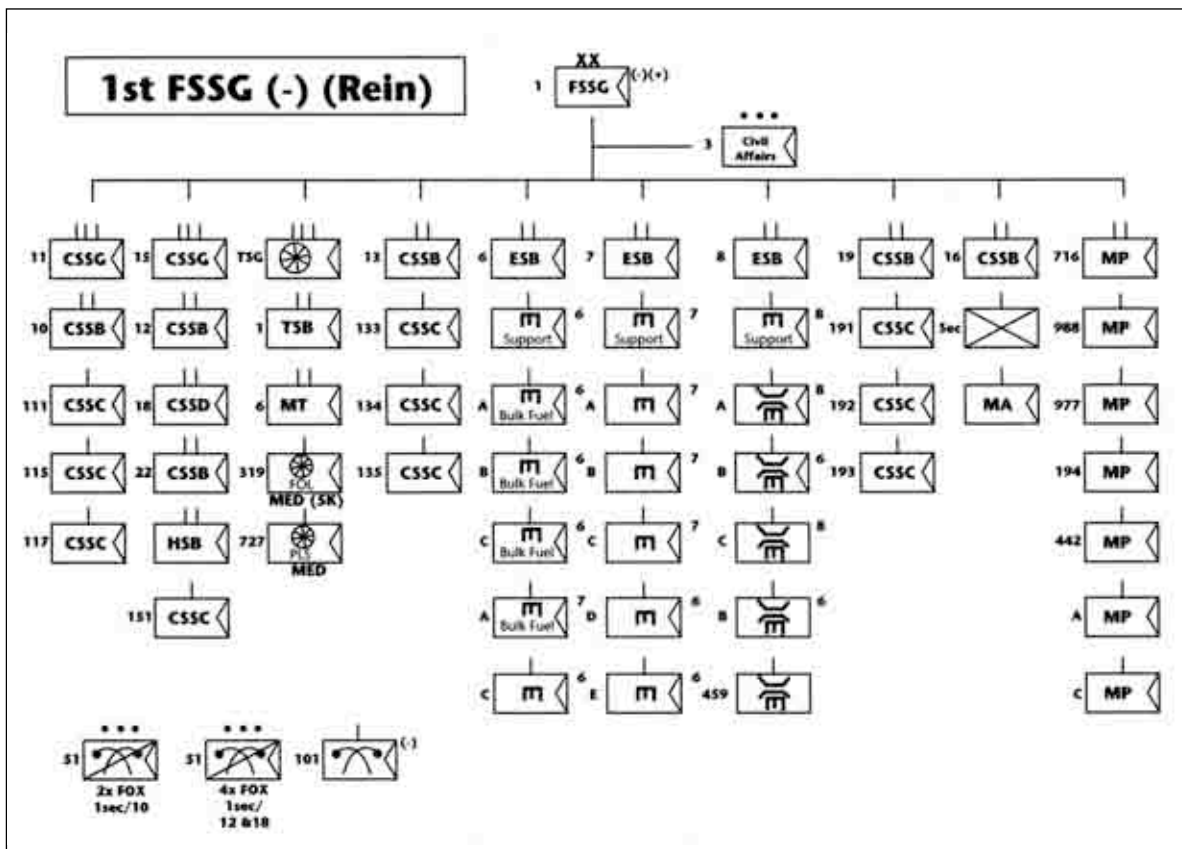 1st FSSG (-) (Rein)
XX
1 FSSG (-)(+)
3 Civil
Affairs
11 CSSG
15 CSSG
TSG
13 CSSB
6 ESB
7 ESB
8 ESB
19 CSSB
16 CSSB
716 MP
10 CSSB
12 CSSB
1 TSB
133 CSSC
Support 6
Support 7
Support 8
191 CSSC
Sec
988 MP
111 CSSC
18 CSSD
6 MT
134 CSSC
A Bulk Fuel 6
A 7
A 8
192 CSSC
MA
977 MP
115 CSSC
22 CSSB
319 FOL
MED (5K)
135 CSSC
B Bulk Fuel 6
B 7
B 6
193 CSSC
194 MP
117 CSSC
HSB
727 PLS
MED
C Bulk Fuel 6
C 7
C 8
442 MP
151 CSSC
A Bulk Fuel 7
D 6
B 6
A MP
C 6
E 6
459
C MP
51
2x FOX
1sec/10
51
4x FOX
1sec/
12 &18
101 (-)